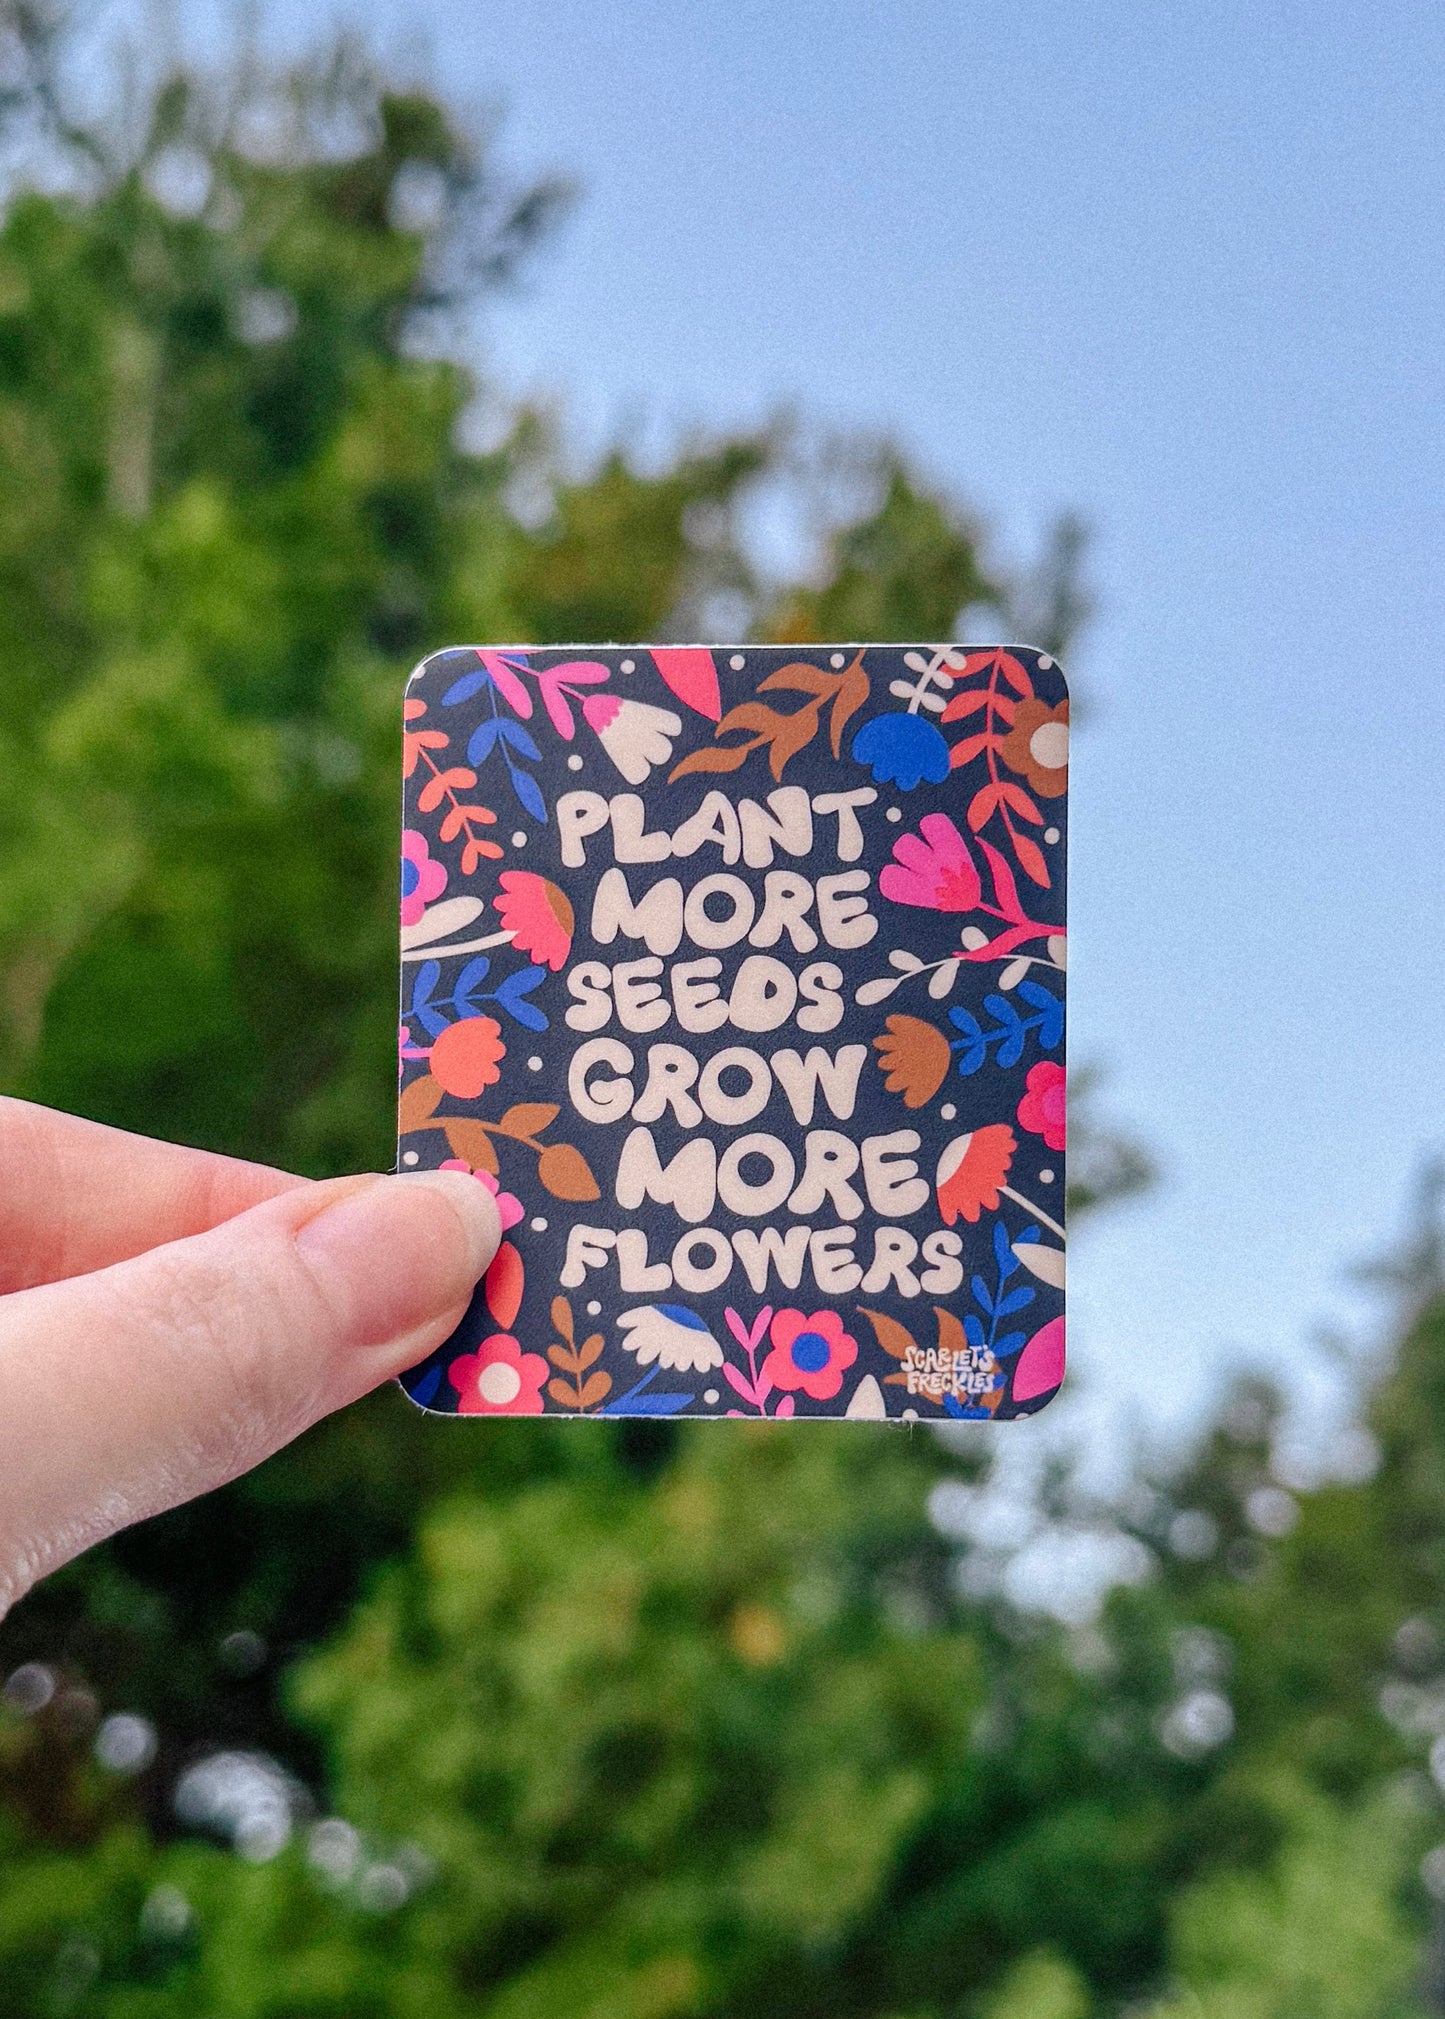 PLANT
MORE
SEEDS
GROW
MORE
FLOWERS
SCARLET'S
FRECKLES